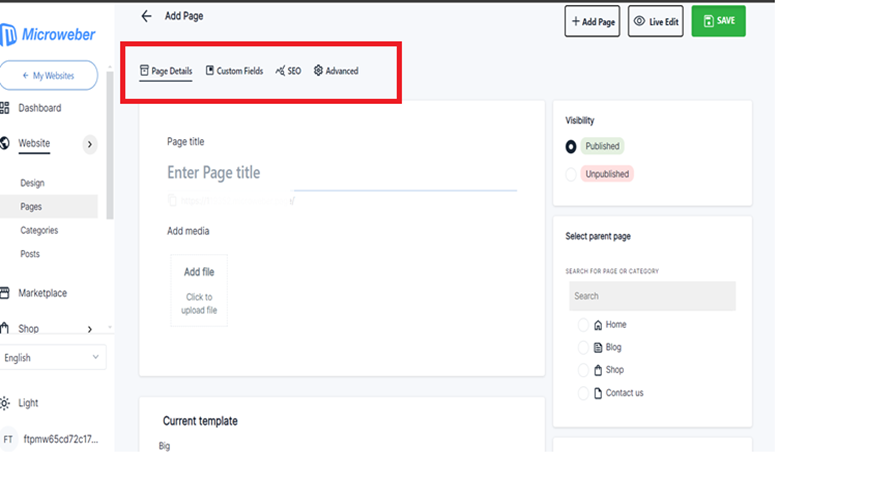 Add Page
+ Add Page
Live Edit
SAVE
Microweber
← My Websites
Dashboard
Website
Design
Pages
Categories
Posts
Marketplace
Shop
English
Light
FT
ftpmw65cd72c17...
Page Details
Custom Fields
SEO
Advanced
Page title
Enter Page title
Add media
Add file
Click to
upload file
Current template
Big
Visibility
Published
Unpublished
Select parent page
SEARCH FOR PAGE OR CATEGORY
Search
Home
Blog
Shop
Contact us